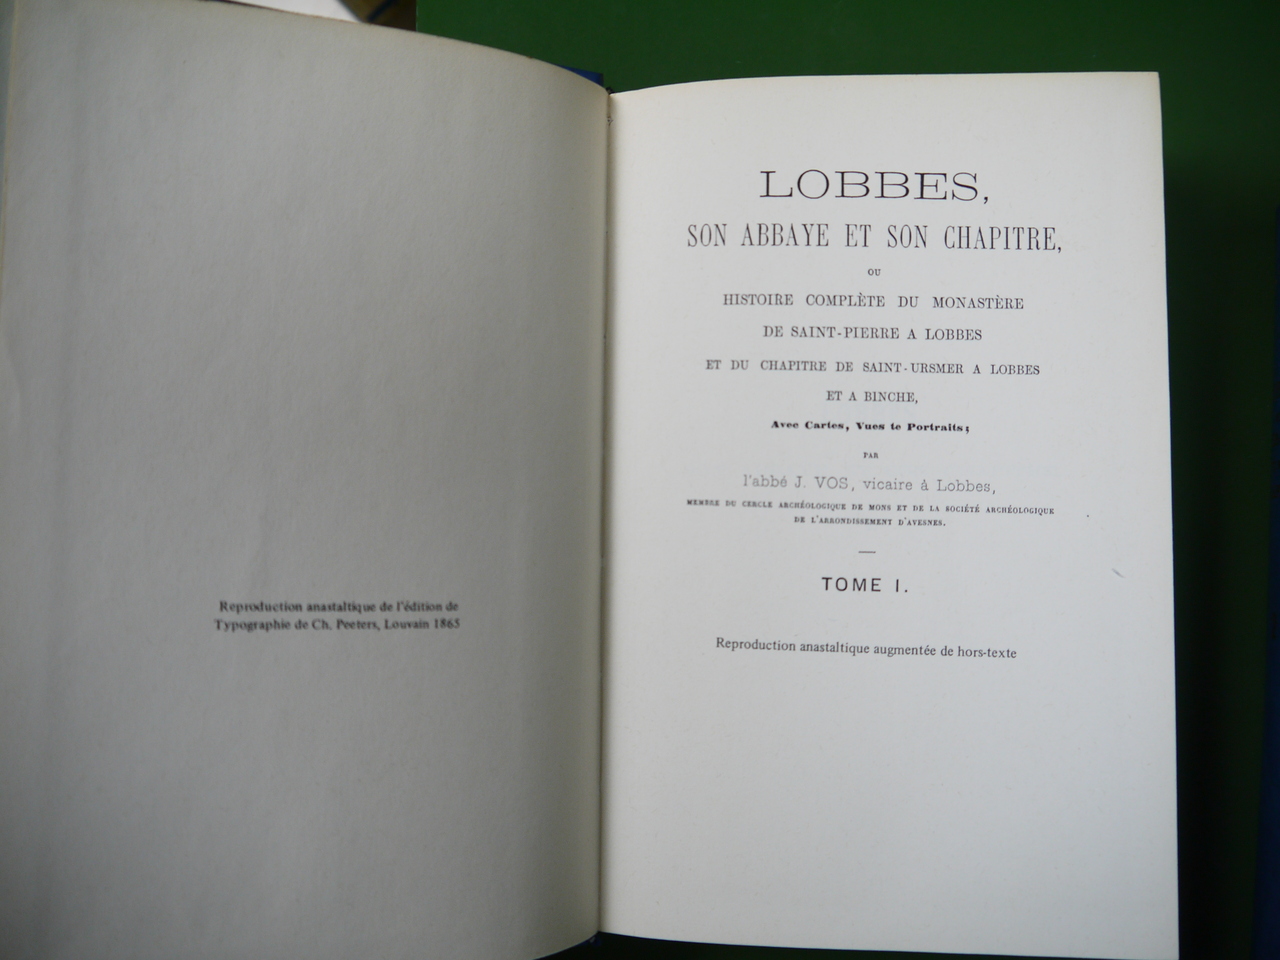 Reproduction anastaltique de l'édition de
Typographie de Ch. Peeters, Louvain 1865
LOBBES,
SON ABBAYE ET SON CHAPITRE,
OU
HISTOIRE COMPLÈTE DU MONASTÈRE
DE SAINT-PIERRE A LOBBES
ET DU CHAPITRE DE SAINT-URSMER A LOBBES
ET A BINCHE,
Avec Cartes, Vues te Portraits;
PAR
l'abbé J. VOS, vicaire à Lobbes,
MEMBRE DU CERCLE ARCHÉOLOGIQUE DE MONS ET DE LA SOCIÉTÉ ARCHÉOLOGIQUE
DE L'ARRONDISSEMENT D'AVESNES.
TOME I.
Reproduction anastaltique augmentée de hors-texte